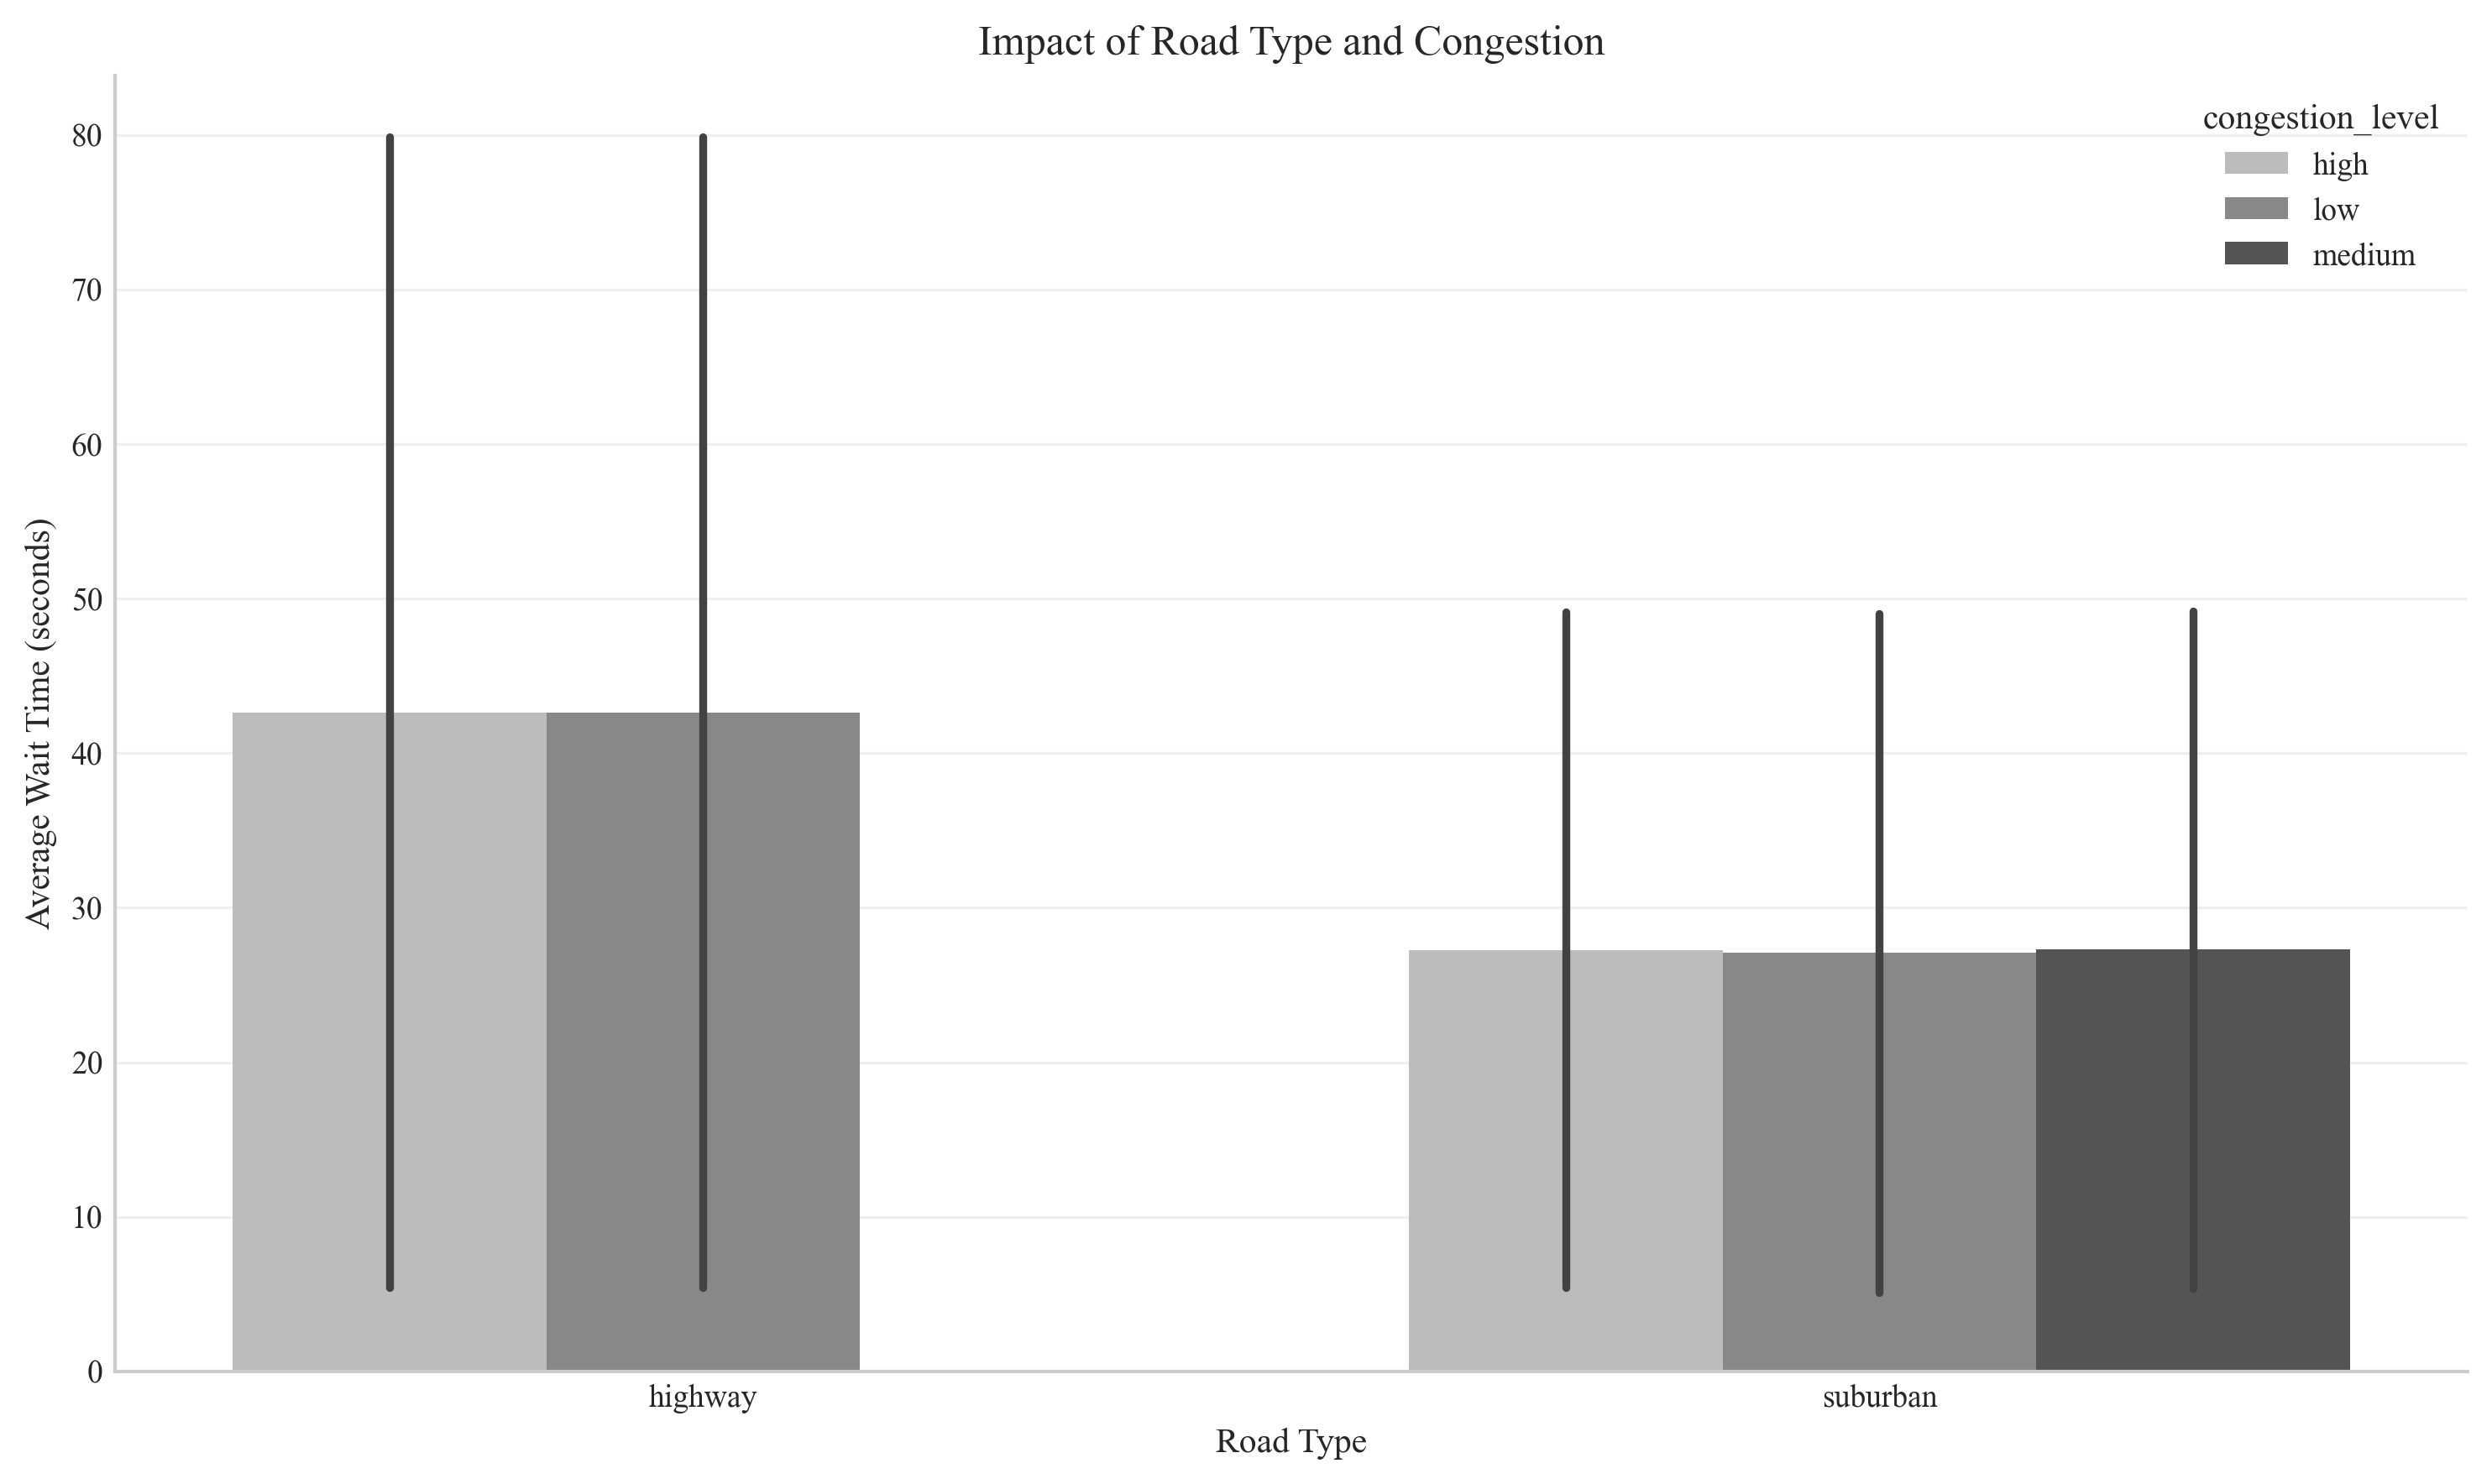 Impact of Road Type and Congestion
congestion_level
high
low
medium
Average Wait Time (seconds)
80
70
60
50
40
30
20
10
0
highway
suburban
Road Type